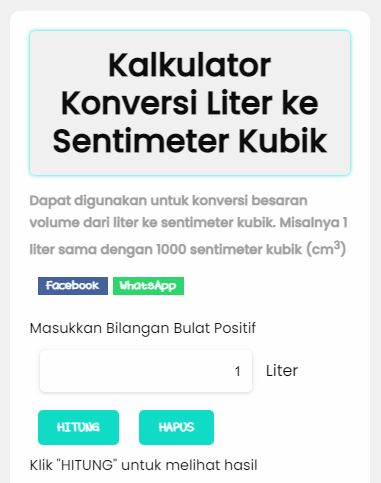 Kalkulator
Konversi Liter ke
Sentimeter Kubik
Dapat digunakan untuk konversi besaran
volume dari liter ke sentimeter kubik. Misalnya 1
liter sama dengan 1000 sentimeter kubik (cm³)
Facebook WhatsApp
Masukkan Bilangan Bulat Positif
1 Liter
HITUNG HAPUS
Klik "HITUNG" untuk melihat hasil